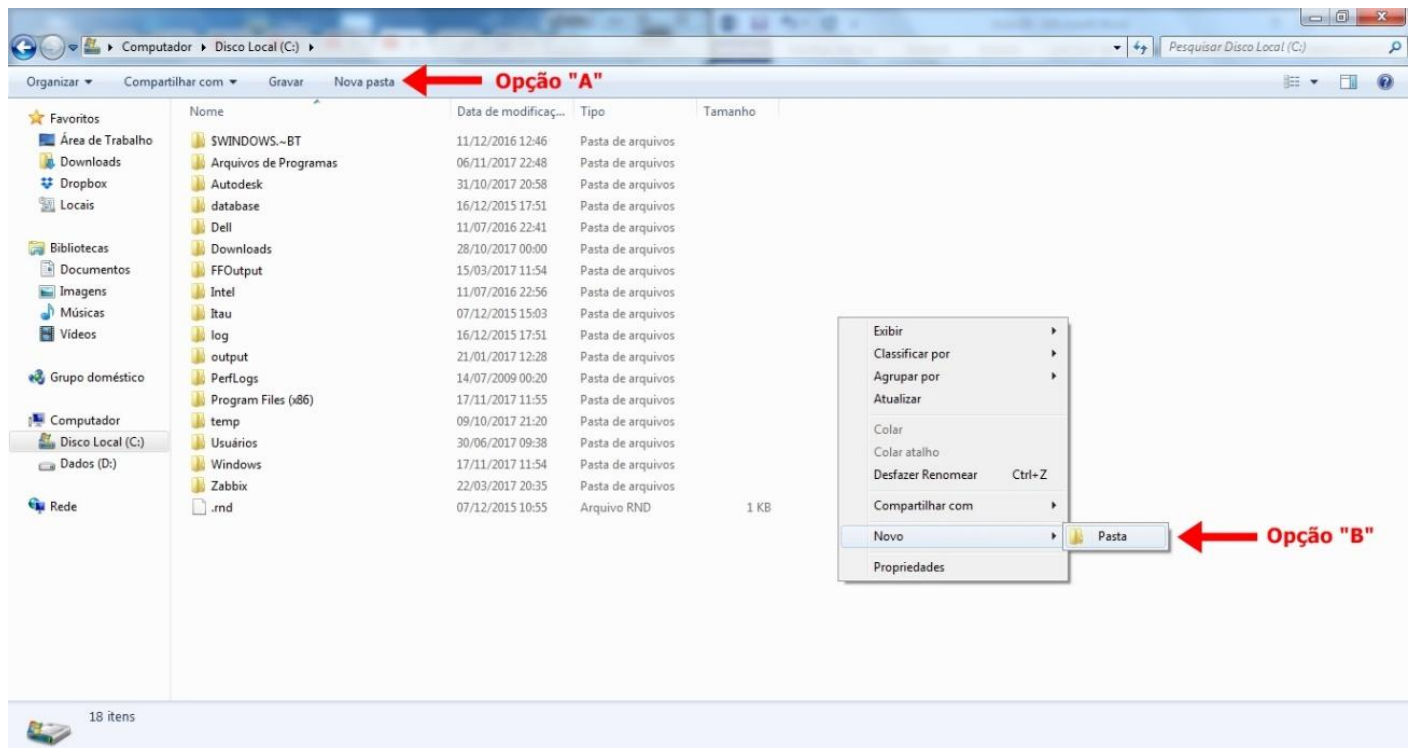 Computador Disco Local (C:)
Pesquisar Disco Local (C:)
Organizar Compartilhar com Gravar Nova pasta Opção "A"
Favoritos
Área de Trabalho
Downloads
Dropbox
Locais
Bibliotecas
Documentos
Imagens
Músicas
Vídeos
Grupo doméstico
Computador
Disco Local (C:)
Dados (D:)
Rede
Nome Data de modificaç... Tipo Tamanho
$WINDOWS.~BT 11/12/2016 12:46 Pasta de arquivos
Arquivos de Programas 06/11/2017 22:48 Pasta de arquivos
Autodesk 31/10/2017 20:58 Pasta de arquivos
database 16/12/2015 17:51 Pasta de arquivos
Dell 11/07/2016 22:41 Pasta de arquivos
Downloads 28/10/2017 00:00 Pasta de arquivos
FFOutput 15/03/2017 11:54 Pasta de arquivos
Intel 11/07/2016 22:56 Pasta de arquivos
Itau 07/12/2015 15:03 Pasta de arquivos
log 16/12/2015 17:51 Pasta de arquivos
output 21/01/2017 12:28 Pasta de arquivos
PerfLogs 14/07/2009 00:20 Pasta de arquivos
Program Files (x86) 17/11/2017 11:55 Pasta de arquivos
temp 09/10/2017 21:20 Pasta de arquivos
Usuários 30/06/2017 09:38 Pasta de arquivos
Windows 17/11/2017 11:54 Pasta de arquivos
Zabbix 22/03/2017 20:35 Pasta de arquivos
.rnd 07/12/2015 10:55 Arquivo RND 1 KB
Exibir
Classificar por
Agrupar por
Atualizar
Colar
Colar atalho
Desfazer Renomear Ctrl+Z
Compartilhar com
Novo Pasta Opção "B"
Propriedades
18 itens